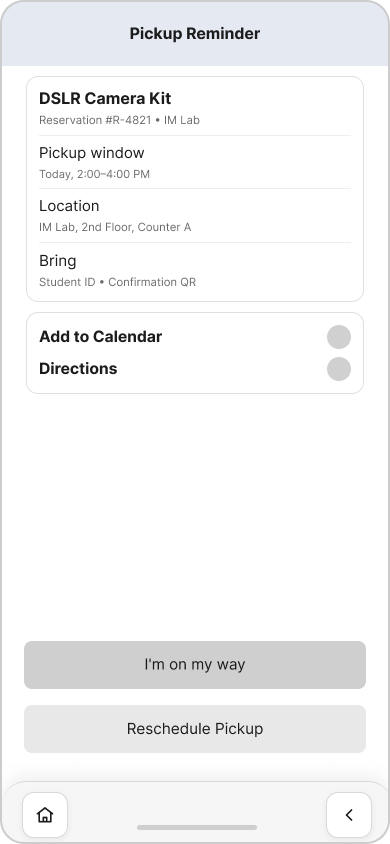 Pickup Reminder
DSLR Camera Kit
Reservation #R-4821 • IM Lab
Pickup window
Today, 2:00–4:00 PM
Location
IM Lab, 2nd Floor, Counter A
Bring
Student ID • Confirmation QR
Add to Calendar
Directions
I'm on my way
Reschedule Pickup